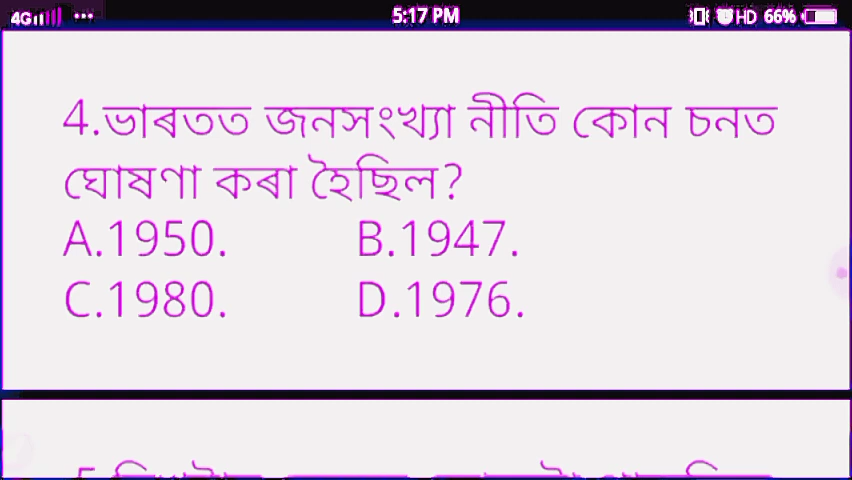 4G 5:17 PM HD 66%
4.ভাৰতত জনসংখ্যা নীতি কোন চনত
ঘোষণা কৰা হৈছিল?
A.1950. B.1947.
C.1980. D.1976.